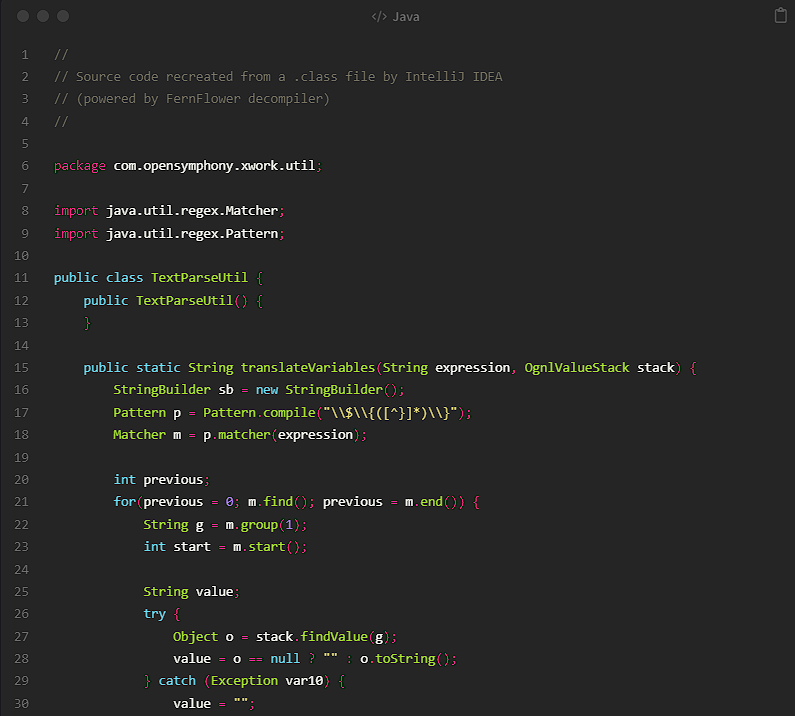 </> Java
1 //
2 // Source code recreated from a .class file by IntelliJ IDEA
3 // (powered by FernFlower decompiler)
4 //
5
6 package com.opensymphony.xwork.util;
7
8 import java.util.regex.Matcher;
9 import java.util.regex.Pattern;
10
11 public class TextParseUtil {
12     public TextParseUtil() {
13     }
14
15     public static String translateVariables(String expression, OgnlValueStack stack) {
16         StringBuilder sb = new StringBuilder();
17         Pattern p = Pattern.compile("\\$\\{([^}]*)\\}");
18         Matcher m = p.matcher(expression);
19
20         int previous;
21         for(previous = 0; m.find(); previous = m.end()) {
22             String g = m.group(1);
23             int start = m.start();
24
25             String value;
26             try {
27                 Object o = stack.findValue(g);
28                 value = o == null ? "" : o.toString();
29             } catch (Exception var10) {
30                 value = "";